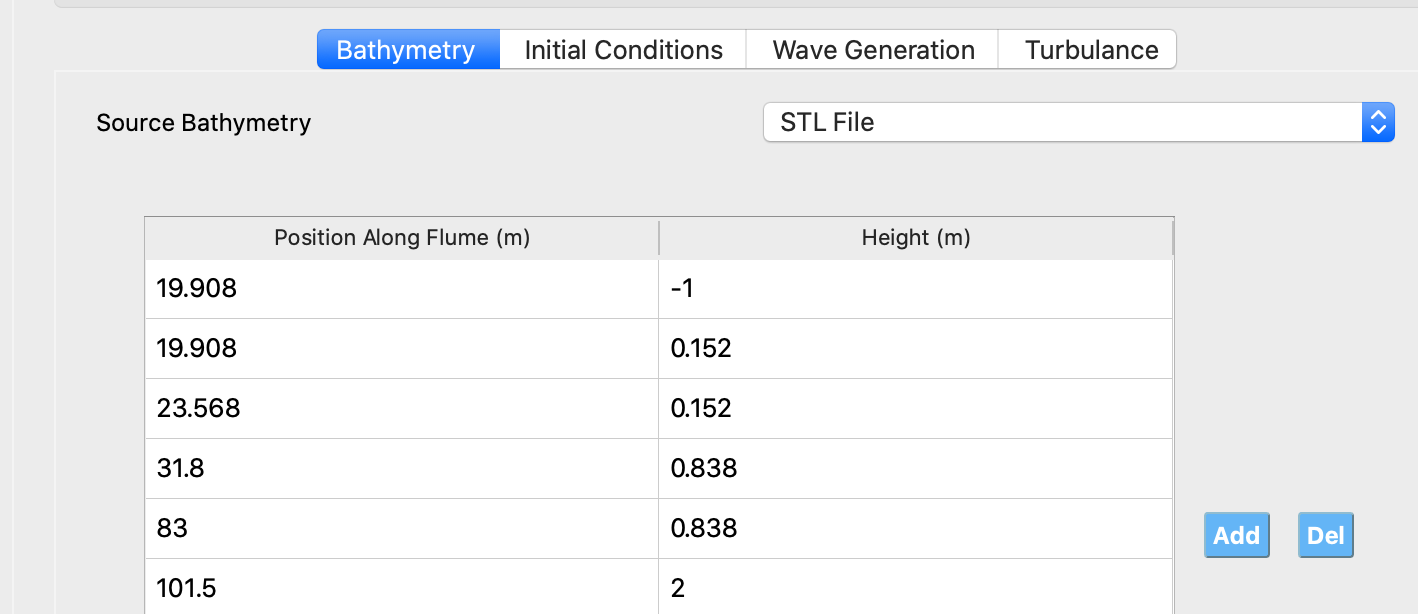 Bathymetry Initial Conditions Wave Generation Turbulance
Source Bathymetry STL File
Position Along Flume (m) Height (m)
19.908 -1
19.908 0.152
23.568 0.152
31.8 0.838
83 0.838
Add Del
101.5 2